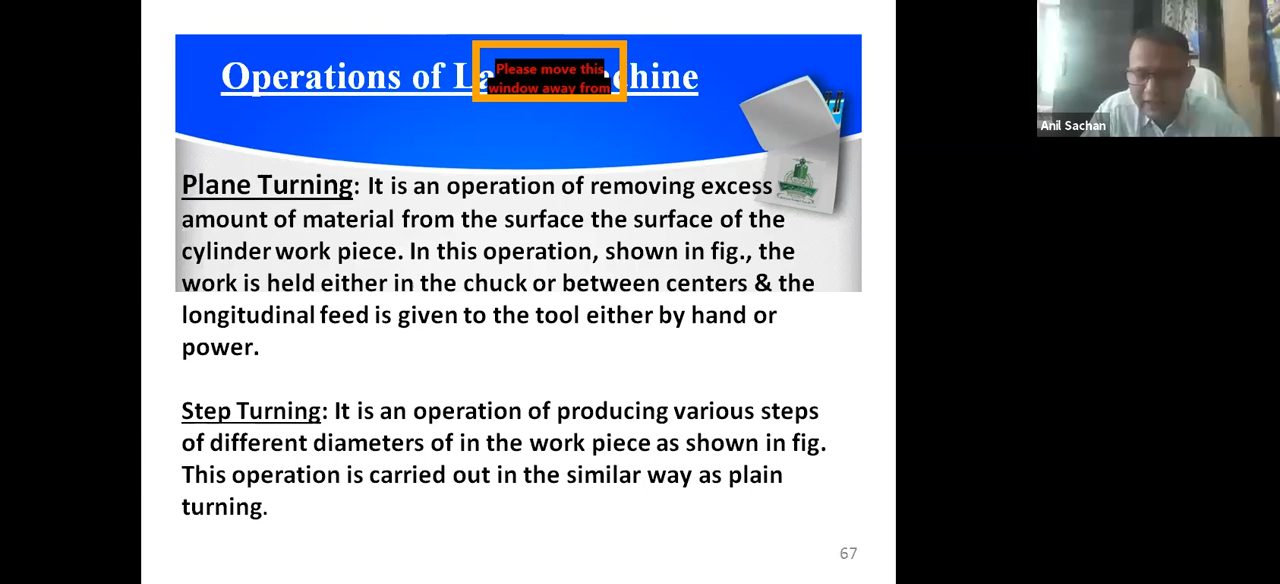 Operations of La chine
Please move this
window away from
Anil Sachan
Plane Turning: It is an operation of removing excess
amount of material from the surface the surface of the
cylinder work piece. In this operation, shown in fig., the
work is held either in the chuck or between centers & the
longitudinal feed is given to the tool either by hand or
power.
Step Turning: It is an operation of producing various steps
of different diameters of in the work piece as shown in fig.
This operation is carried out in the similar way as plain
turning.
67